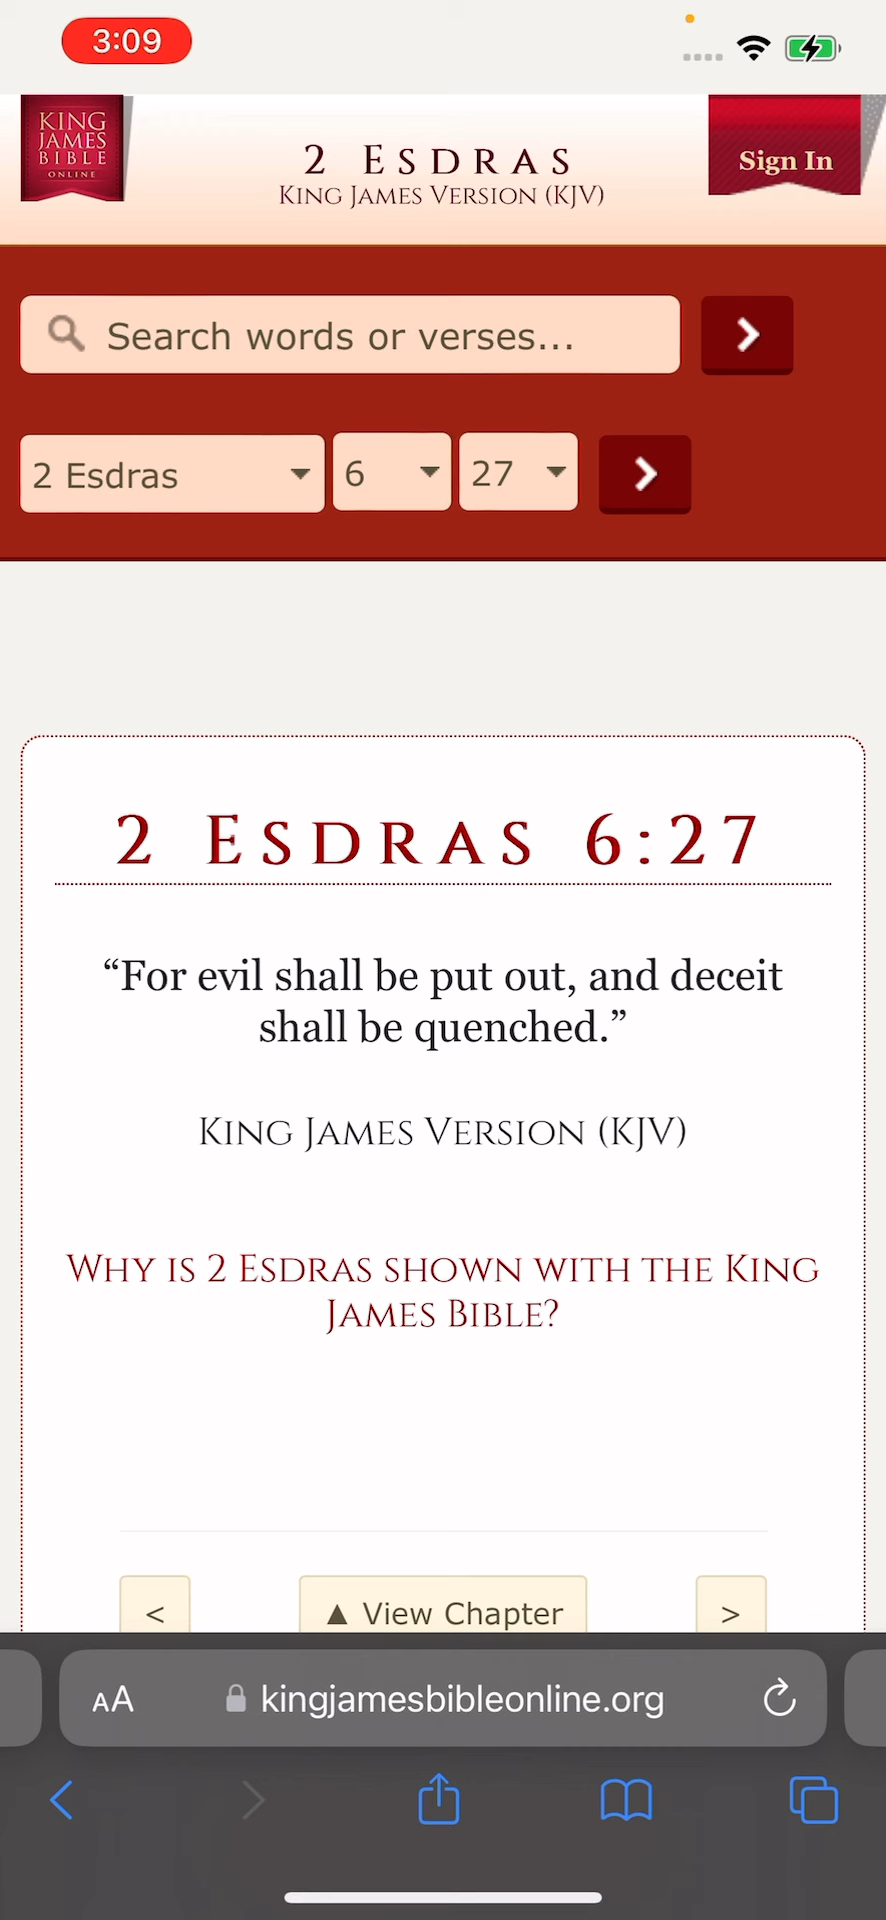 3:09
KING
JAMES
BIBLE
ONLINE
2 ESDRAS
KING JAMES VERSION (KJV)
Sign In
Search words or verses...
2 Esdras
6
27
2 ESDRAS 6:27
“For evil shall be put out, and deceit
shall be quenched.”
KING JAMES VERSION (KJV)
WHY IS 2 ESDRAS SHOWN WITH THE KING
JAMES BIBLE?
<
▲ View Chapter
>
AA
kingjamesbibleonline.org